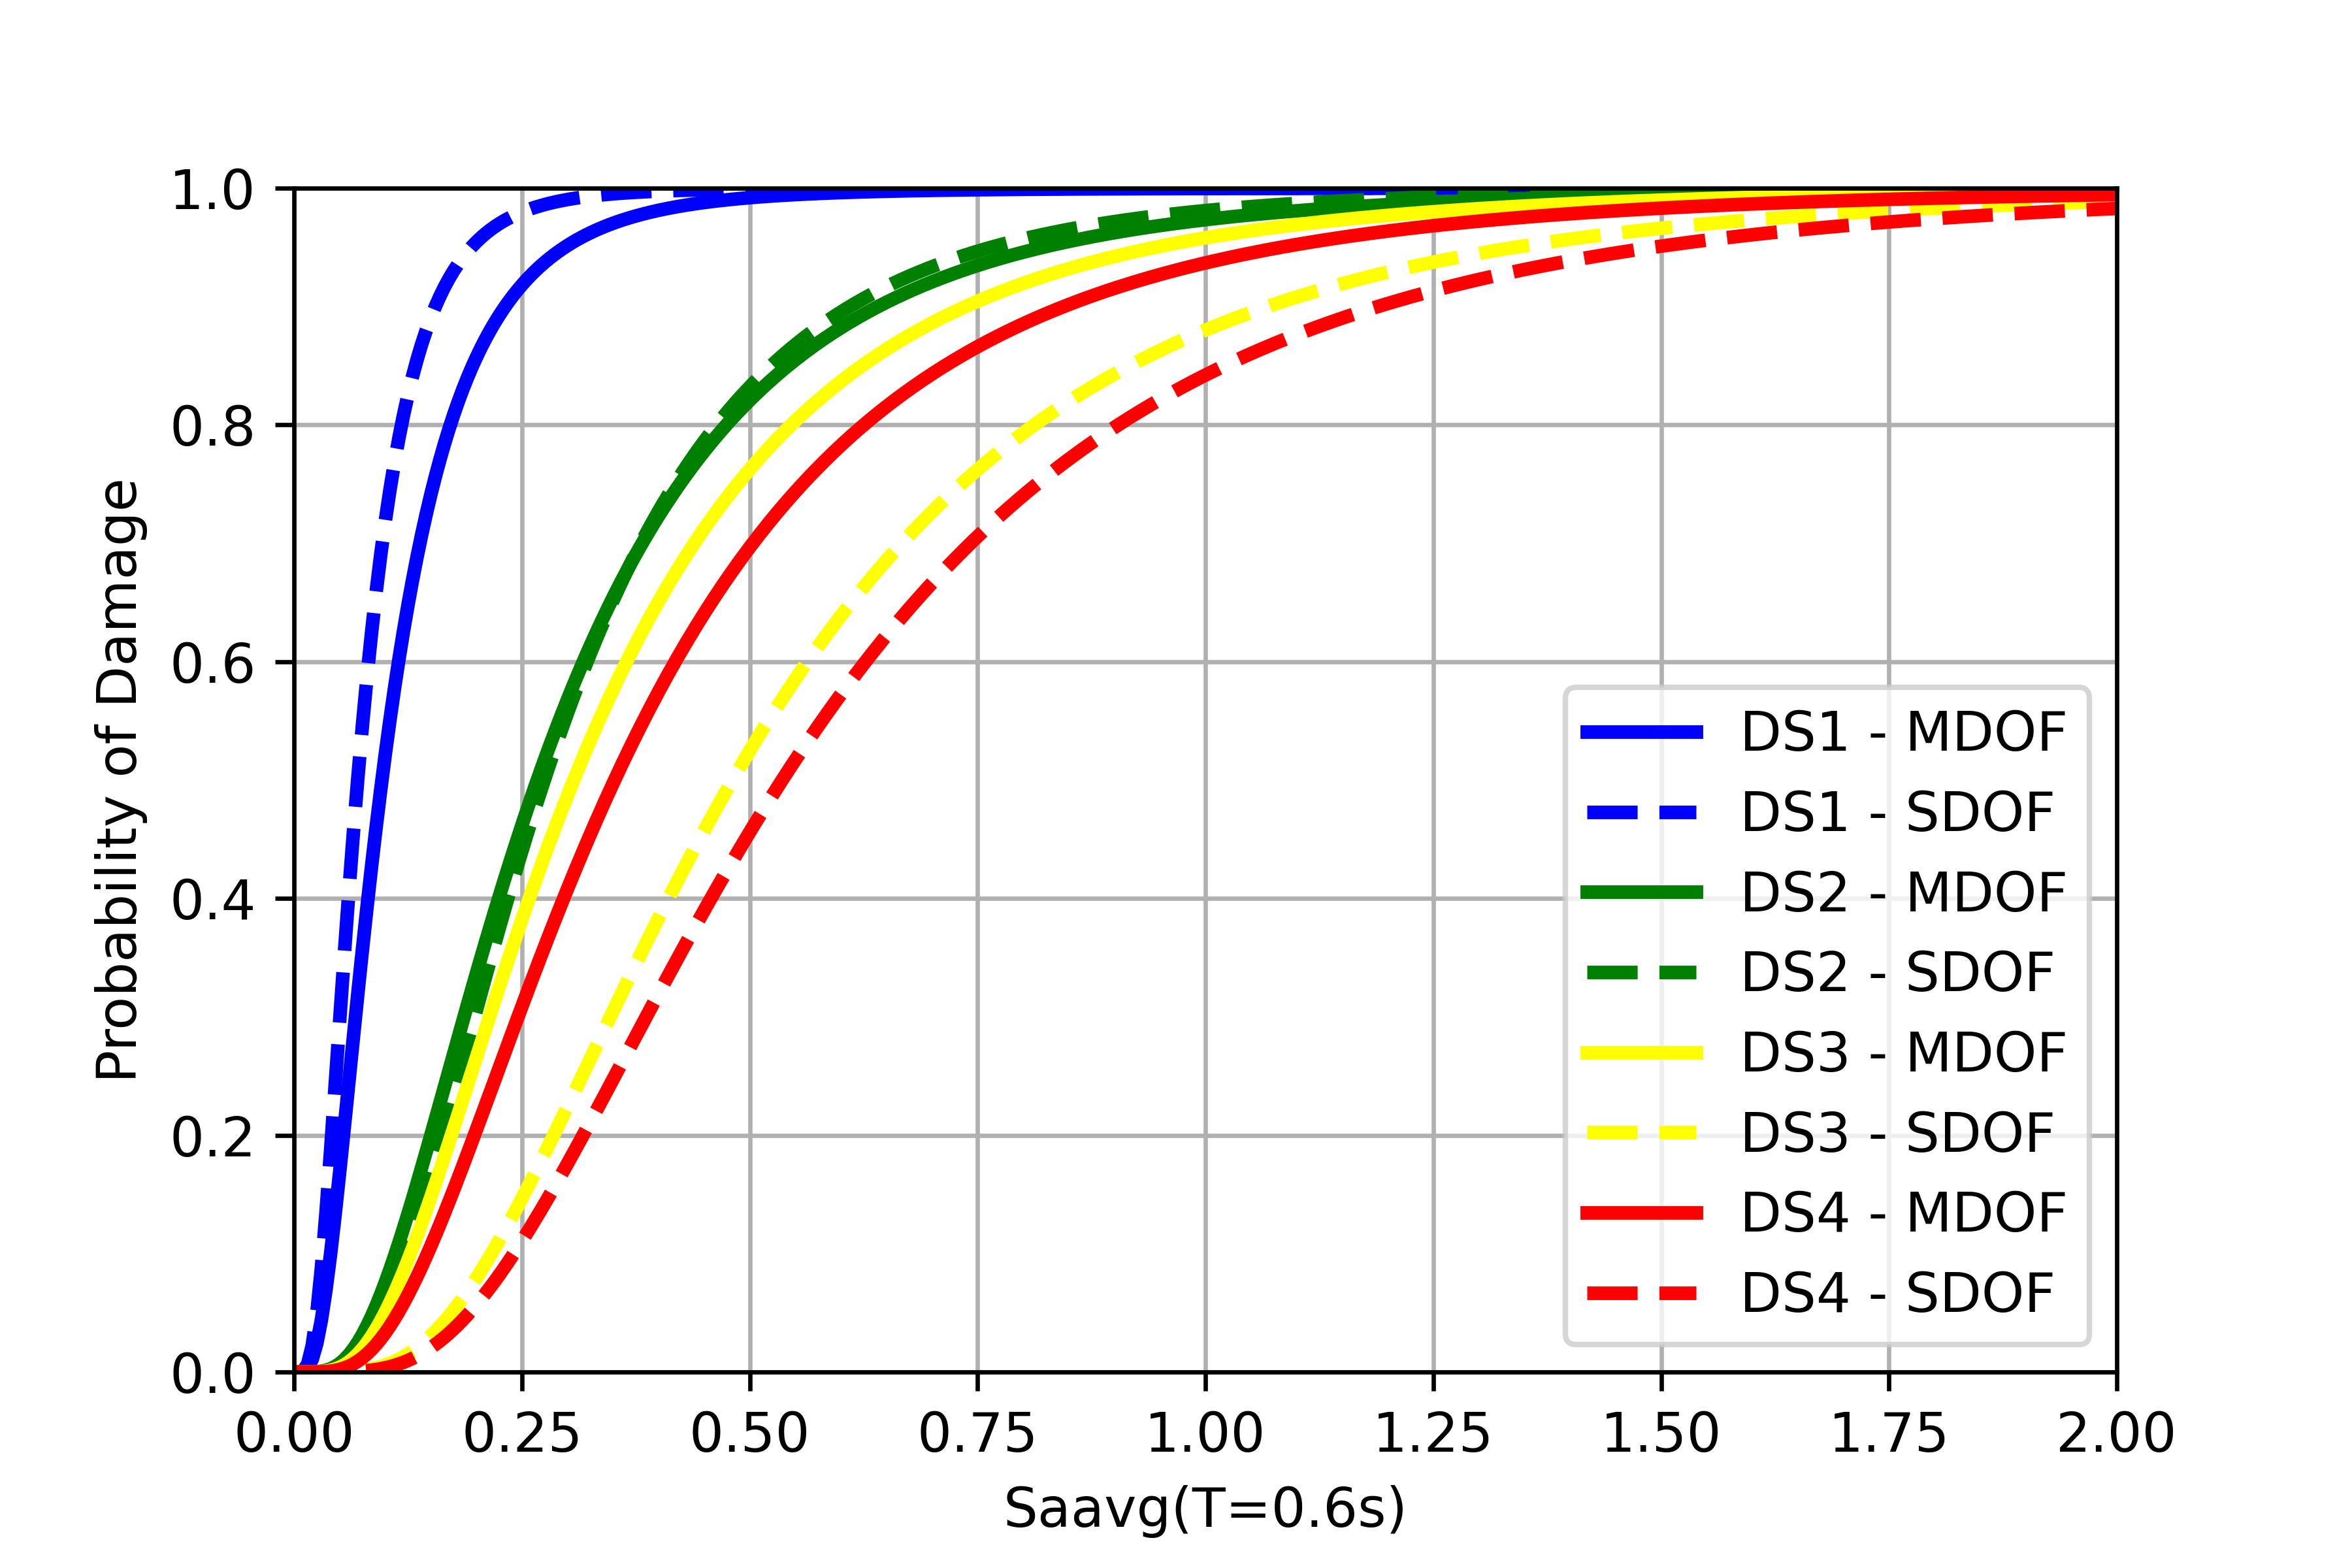 1.0
0.8
0.6
0.4
0.2
0.0
Probability of Damage
DS1 - MDOF
DS1 - SDOF
DS2 - MDOF
DS2 - SDOF
DS3 - MDOF
DS3 - SDOF
DS4 - MDOF
DS4 - SDOF
0.00 0.25 0.50 0.75 1.00 1.25 1.50 1.75 2.00
Saavg(T=0.6s)